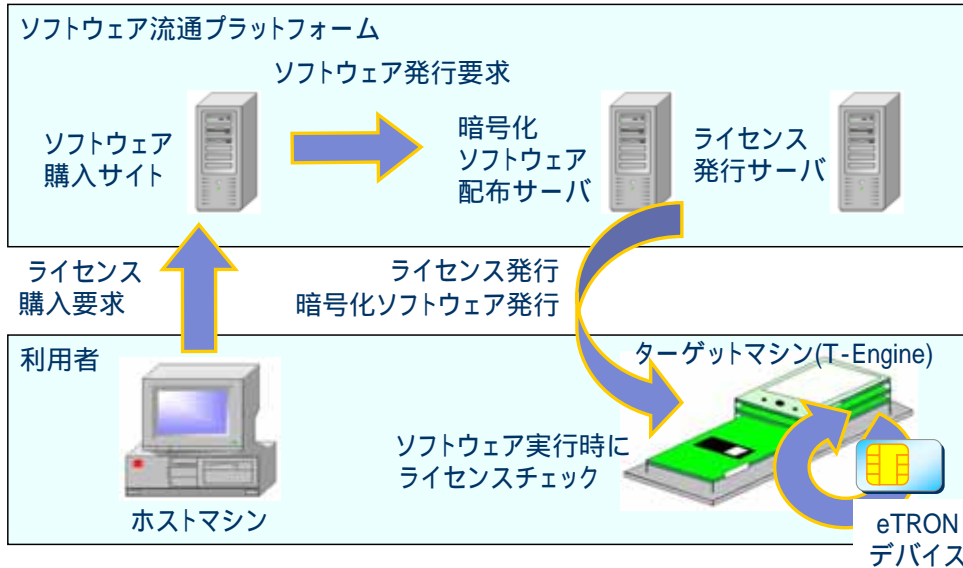 ソフトウェア流通プラットフォーム
ソフトウェア発行要求
ソフトウェア
購入サイト
暗号化
ソフトウェア
配布サーバ
ライセンス
発行サーバ
ライセンス
購入要求
ライセンス発行
暗号化ソフトウェア発行
利用者
ターゲットマシン(T-Engine)
ソフトウェア実行時に
ライセンスチェック
ホストマシン
eTRON
デバイス